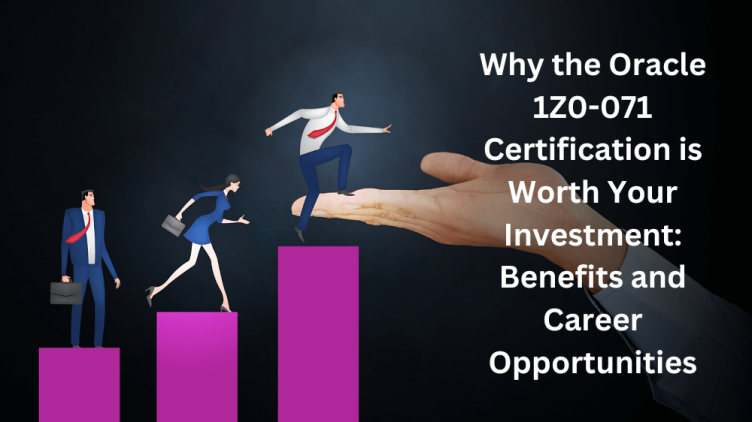 Why the Oracle
1Z0-071
Certification is
Worth Your
Investment:
Benefits and
Career
Opportunities